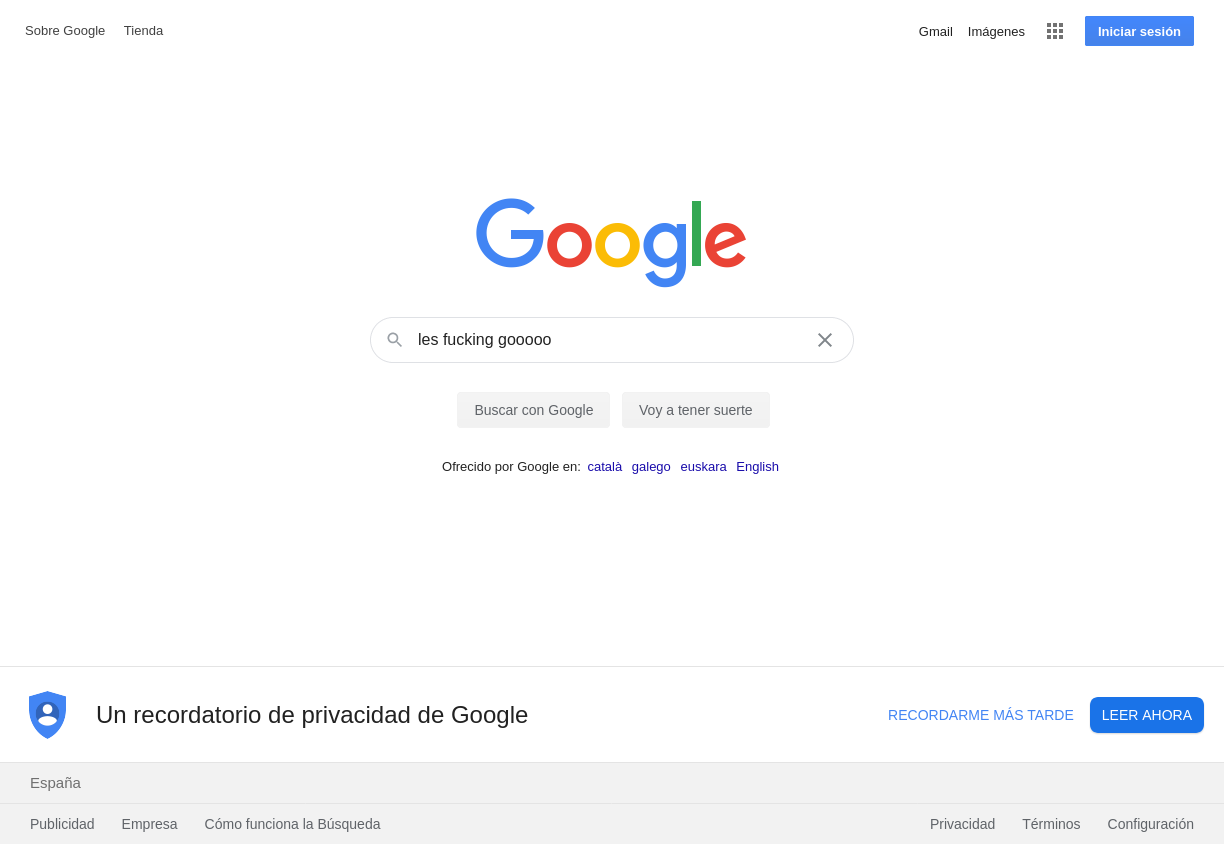 Sobre Google Tienda Gmail Imágenes Iniciar sesión
Google
les fucking gooooo
Buscar con Google Voy a tener suerte
Ofrecido por Google en: català galego euskara English
Un recordatorio de privacidad de Google RECORDARME MÁS TARDE LEER AHORA
España
Publicidad Empresa Cómo funciona la Búsqueda Privacidad Términos Configuración